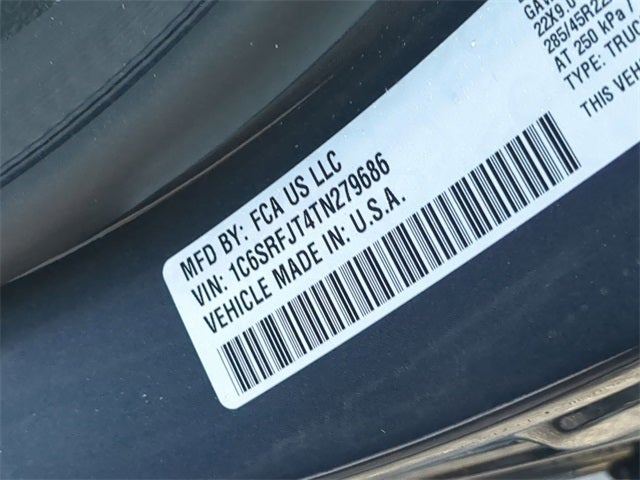 MFD BY: FCA US LLC
VIN: 1C6SRFJT4TN279686
VEHICLE MADE IN: U.S.A.
22X9.0
285/45R22
AT 250 kPa /
TYPE: TRUC
THIS VEHI